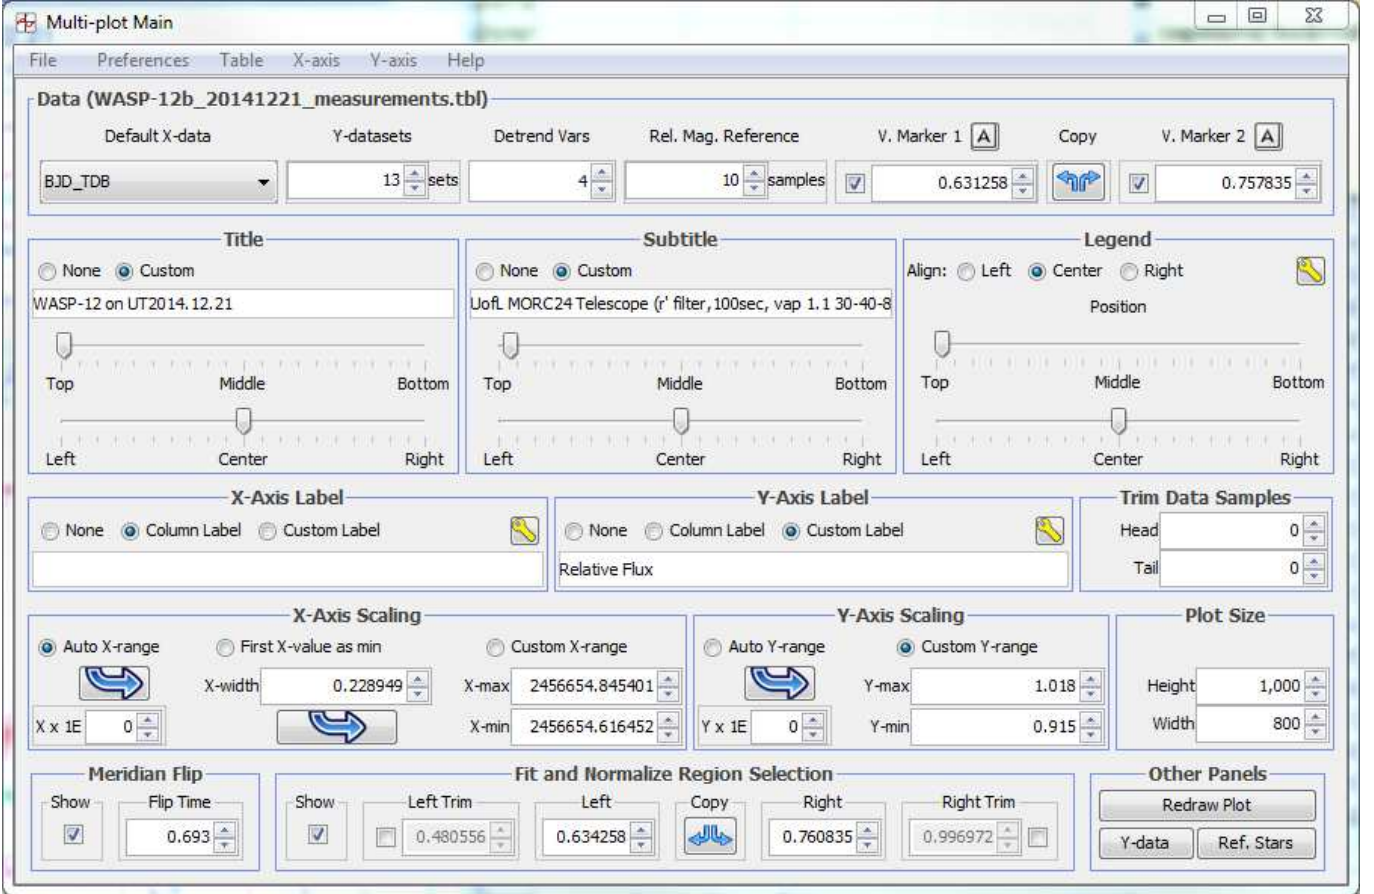 Multi-plot Main
File Preferences Table X-axis Y-axis Help
Data (WASP-12b_20141221_measurements.tbl)
Default X-data Y-datasets Detrend Vars Rel. Mag. Reference V. Marker 1 A Copy V. Marker 2 A
BJD_TDB 13 sets 4 10 samples 0.631258 0.757835
Title Subtitle Legend
None Custom None Custom Align: Left Center Right
WASP-12 on UT2014.12.21 UofL MORC24 Telescope (r' filter,100sec, vap 1.1 30-40-8 Position
Top Middle Bottom Top Middle Bottom Top Middle Bottom
Left Center Right Left Center Right Left Center Right
X-Axis Label Y-Axis Label Trim Data Samples
None Column Label Custom Label None Column Label Custom Label Head 0
Relative Flux Tail 0
X-Axis Scaling Y-Axis Scaling Plot Size
Auto X-range First X-value as min Custom X-range Auto Y-range Custom Y-range
X-width 0.228949 X-max 2456654.845401 Y-max 1.018 Height 1,000
X x 1E 0 X-min 2456654.616452 Y x 1E 0 Y-min 0.915 Width 800
Meridian Flip Fit and Normalize Region Selection Other Panels
Show Flip Time Show Left Trim Left Copy Right Right Trim Redraw Plot
0.693 0.480556 0.634258 0.760835 0.996972 Y-data Ref. Stars